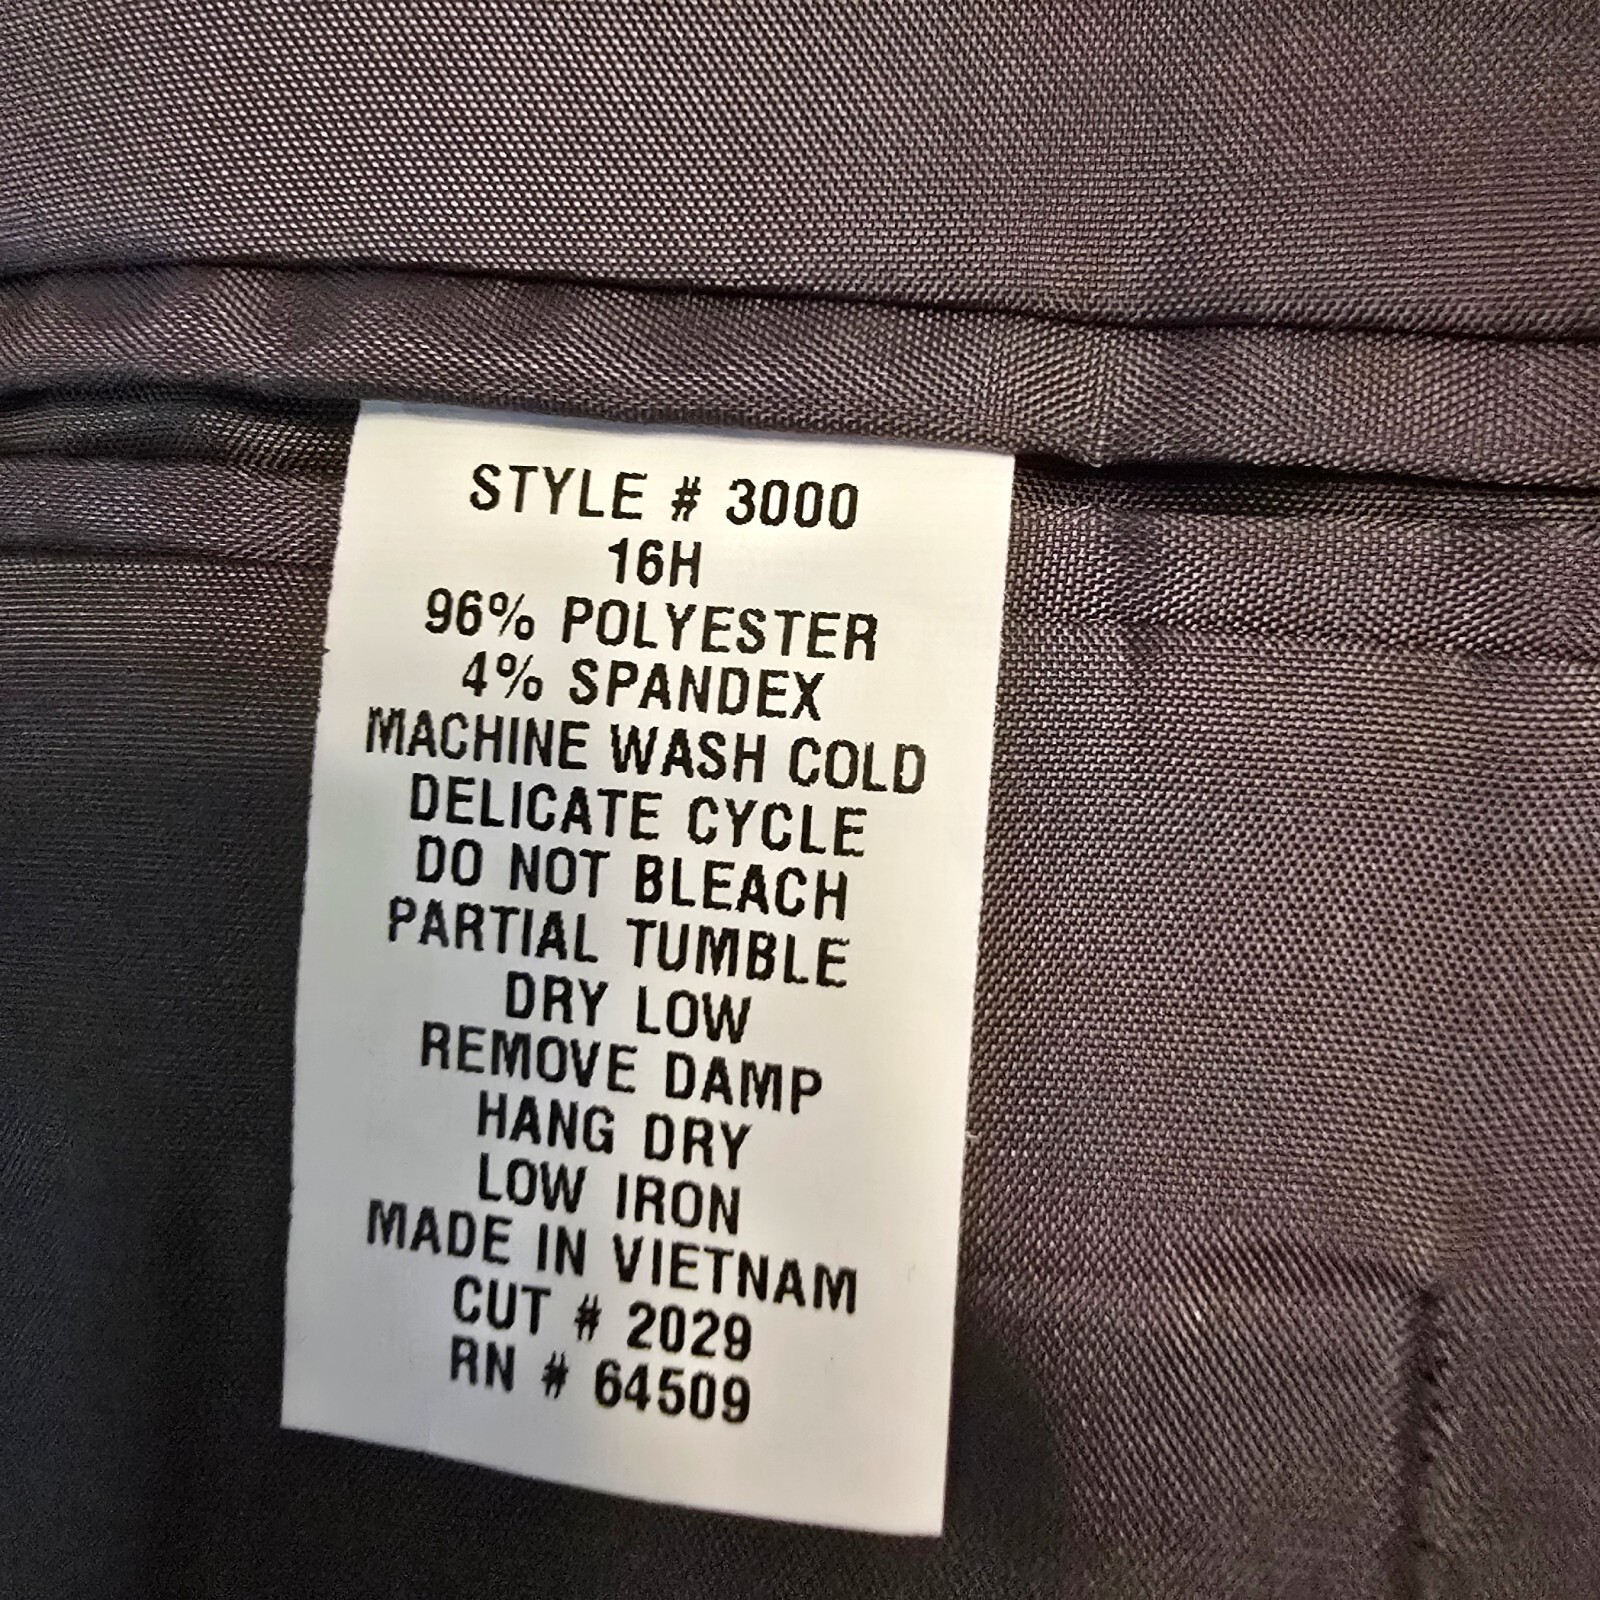 STYLE # 3000
16H
96% POLYESTER
4% SPANDEX
MACHINE WASH COLD
DELICATE CYCLE
DO NOT BLEACH
PARTIAL TUMBLE
DRY LOW
REMOVE DAMP
HANG DRY
LOW IRON
MADE IN VIETNAM
CUT # 2029
RN # 64509